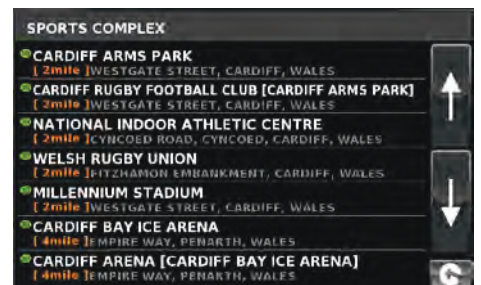 SPORTS COMPLEX
CARDIFF ARMS PARK
[ 2mile ]WESTGATE STREET, CARDIFF, WALES
CARDIFF RUGBY FOOTBALL CLUB [CARDIFF ARMS PARK]
[ 2mile ]WESTGATE STREET, CARDIFF, WALES
NATIONAL INDOOR ATHLETIC CENTRE
[ 2mile ]CYNCOED ROAD, CYNCOED, CARDIFF, WALES
WELSH RUGBY UNION
[ 2mile ]FITZHAMON EMBANKMENT, CARDIFF, WALES
MILLENNIUM STADIUM
[ 2mile ]WESTGATE STREET, CARDIFF, WALES
CARDIFF BAY ICE ARENA
[ 4mile ]EMPIRE WAY, PENARTH, WALES
CARDIFF ARENA [CARDIFF BAY ICE ARENA]
[ 4mile ]EMPIRE WAY, PENARTH, WALES